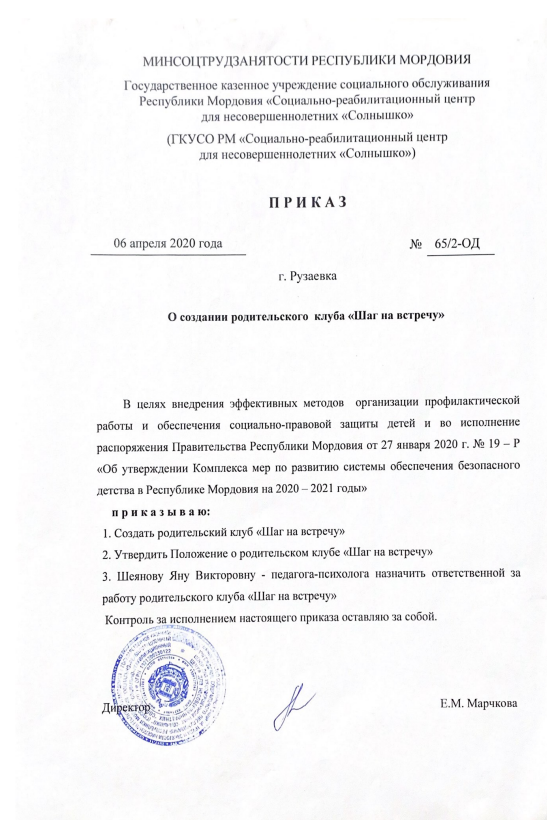 МИНСОЦТРУДЗАНЯТОСТИ РЕСПУБЛИКИ МОРДОВИЯ
Государственное казенное учреждение социального обслуживания
Республики Мордовия «Социально-реабилитационный центр
для несовершеннолетних «Солнышко»
(ГКУСО РМ «Социально-реабилитационный центр
для несовершеннолетних «Солнышко»)
П Р И К А З
06 апреля 2020 года № 65/2-ОД
г. Рузаевка
О создании родительского клуба «Шаг на встречу»
В целях внедрения эффективных методов организации профилактической
работы и обеспечения социально-правовой защиты детей и во исполнение
распоряжения Правительства Республики Мордовия от 27 января 2020 г. № 19 – Р
«Об утверждении Комплекса мер по развитию системы обеспечения безопасного
детства в Республике Мордовия на 2020 – 2021 годы»
п р и к а з ы в а ю:
1. Создать родительский клуб «Шаг на встречу»
2. Утвердить Положение о родительском клубе «Шаг на встречу»
3. Шеянову Яну Викторовну - педагога-психолога назначить ответственной за
работу родительского клуба «Шаг на встречу»
Контроль за исполнением настоящего приказа оставляю за собой.
Директор Е.М. Марчкова